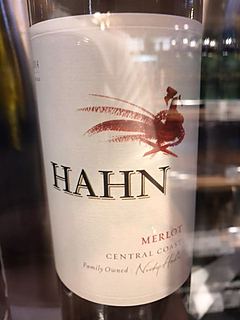 HAHN
MERLOT
CENTRAL COAST
Family Owned